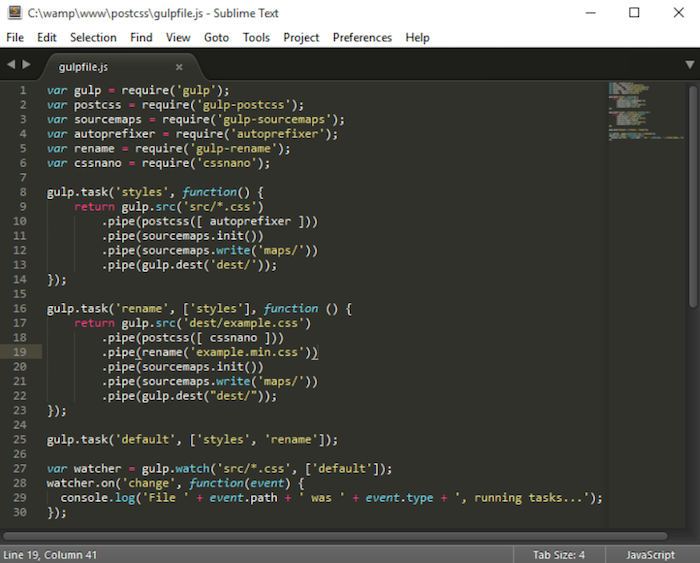 C:\wamp\www\postcss\gulpfile.js - Sublime Text
File Edit Selection Find View Goto Tools Project Preferences Help
gulpfile.js
1 var gulp = require('gulp');
2 var postcss = require('gulp-postcss');
3 var sourcemaps = require('gulp-sourcemaps');
4 var autoprefixer = require('autoprefixer');
5 var rename = require('gulp-rename');
6 var cssnano = require('cssnano');
7
8 gulp.task('styles', function() {
9     return gulp.src('src/*.css')
10         .pipe(postcss([ autoprefixer ]))
11         .pipe(sourcemaps.init())
12         .pipe(sourcemaps.write('maps/'))
13         .pipe(gulp.dest('dest/'));
14 });
15
16 gulp.task('rename', ['styles'], function () {
17     return gulp.src('dest/example.css')
18         .pipe(postcss([ cssnano ]))
19         .pipe(rename('example.min.css'))
20         .pipe(sourcemaps.init())
21         .pipe(sourcemaps.write('maps/'))
22         .pipe(gulp.dest("dest/"));
23 });
24
25 gulp.task('default', ['styles', 'rename']);
26
27 var watcher = gulp.watch('src/*.css', ['default']);
28 watcher.on('change', function(event) {
29   console.log('File ' + event.path + ' was ' + event.type + ', running tasks...');
30 });
Line 19, Column 41 Tab Size: 4 JavaScript